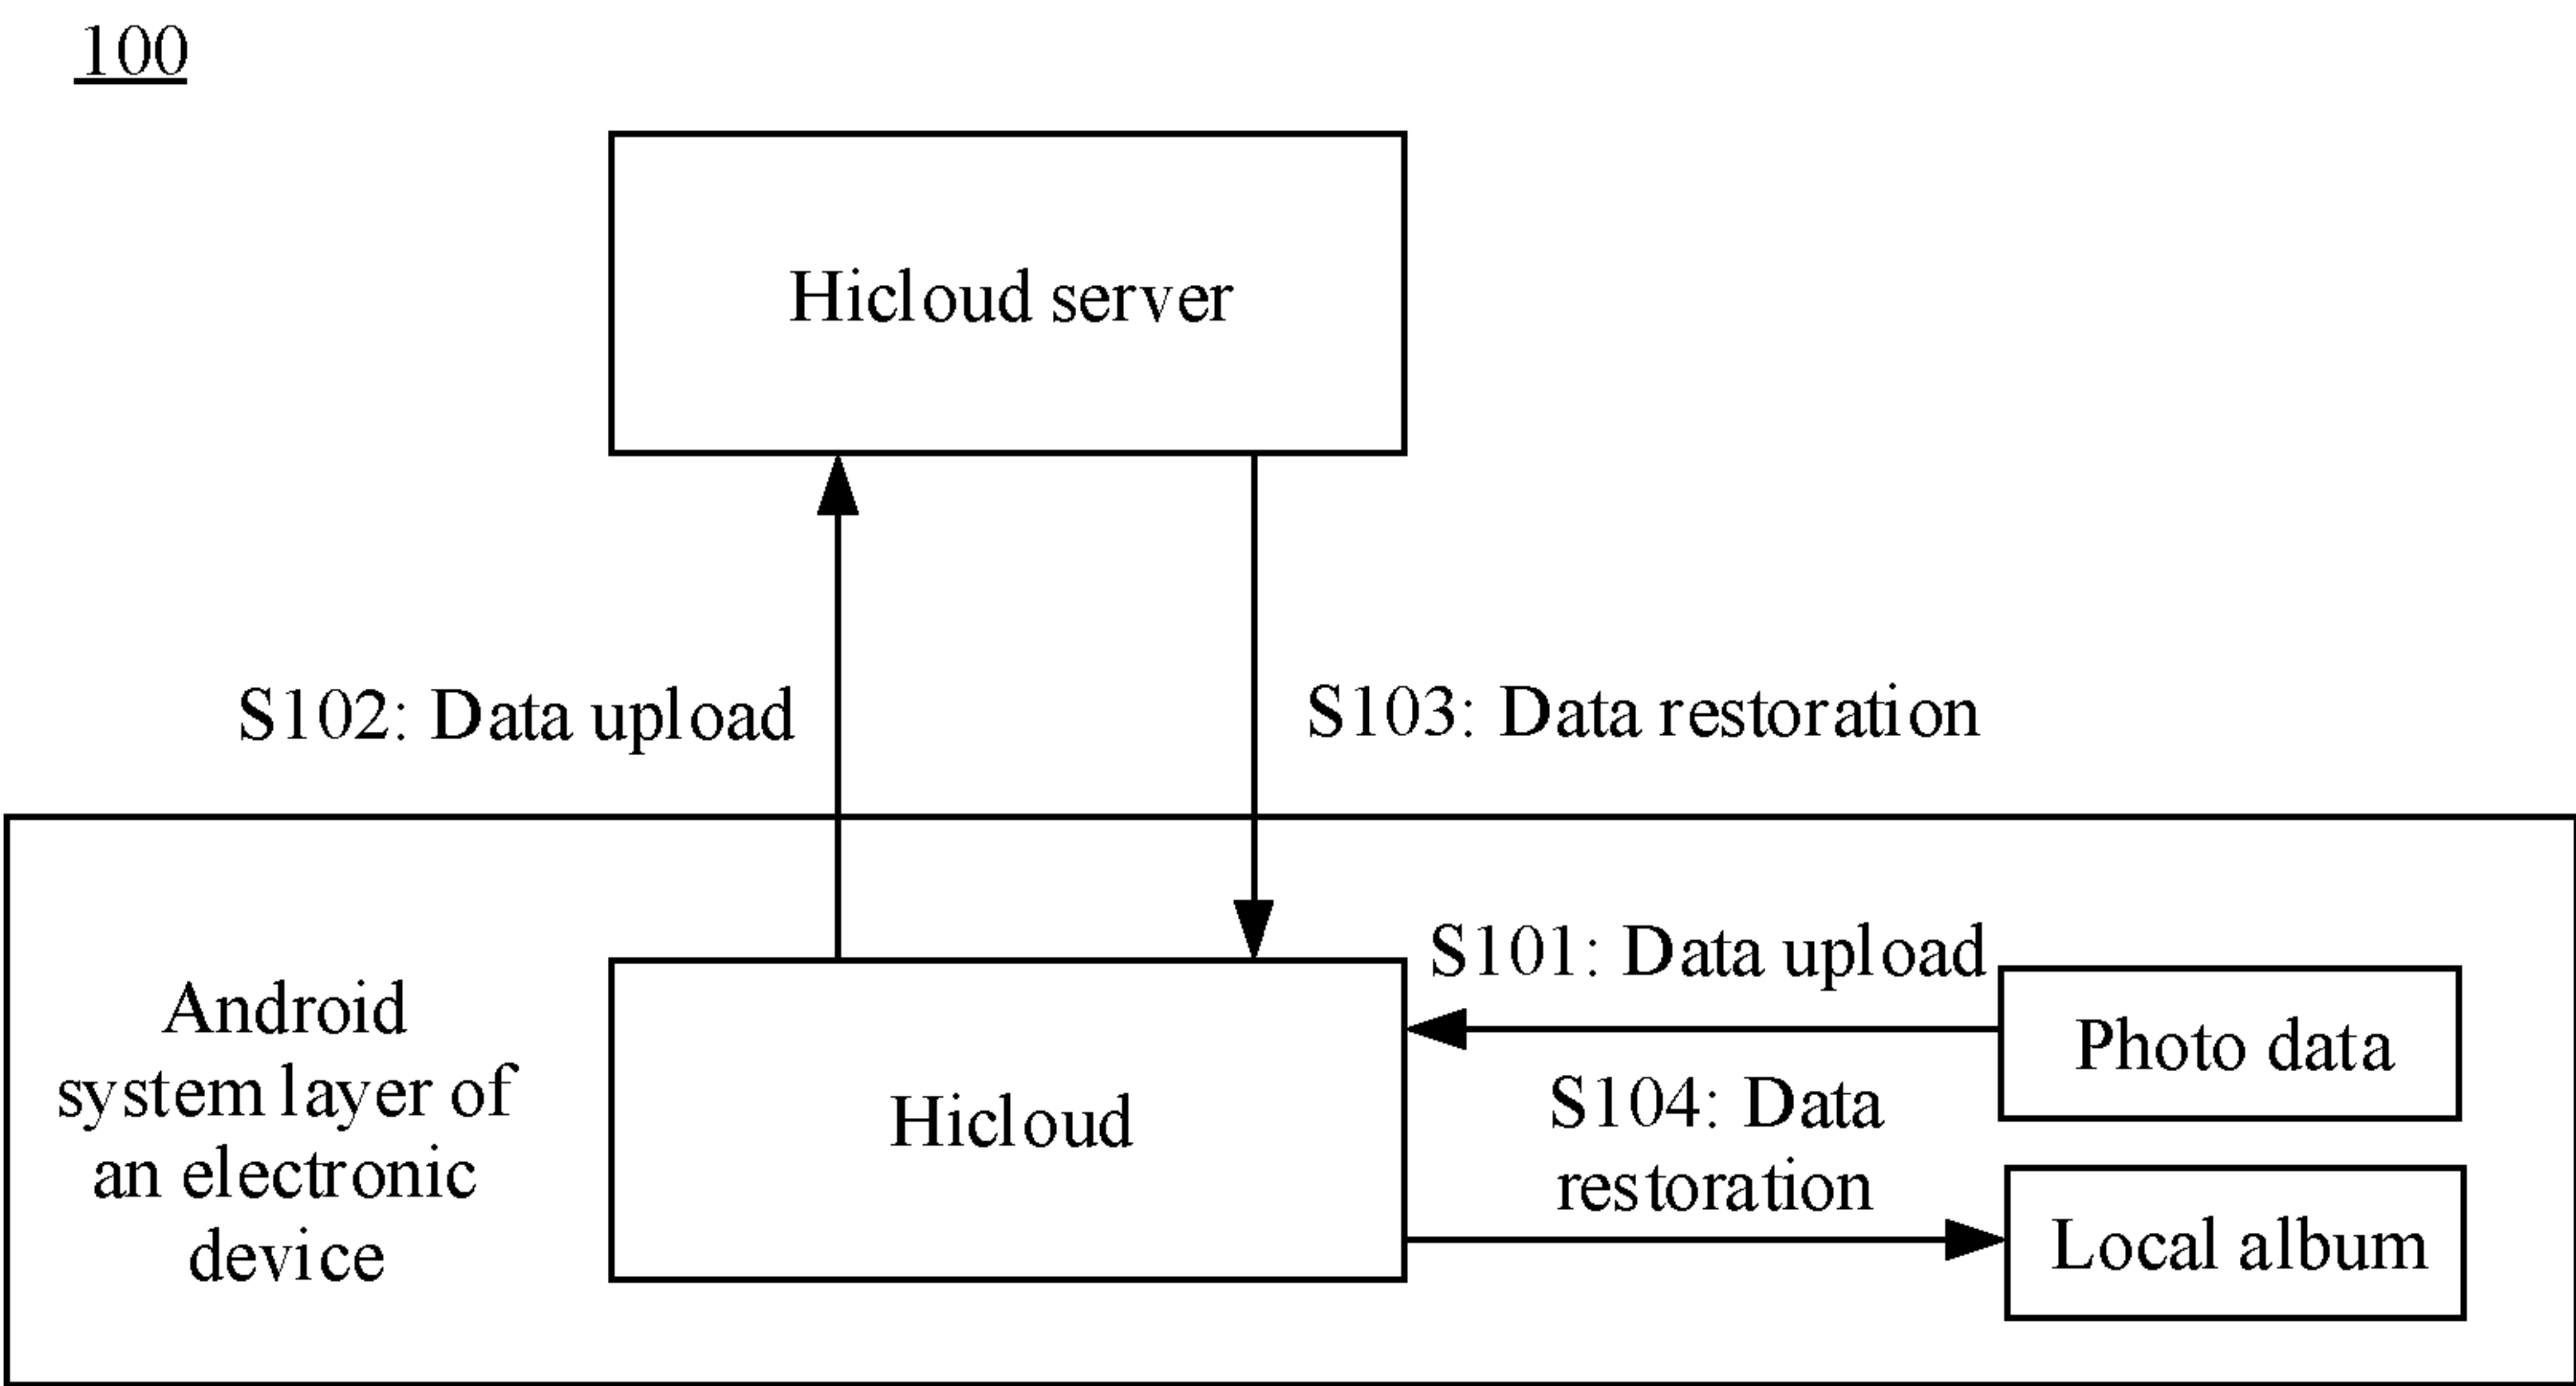 100
Hicloud server
S102: Data upload
S103: Data restoration
Android
system layer of
an electronic
device
Hicloud
S101: Data upload
S104: Data
restoration
Photo data
Local album